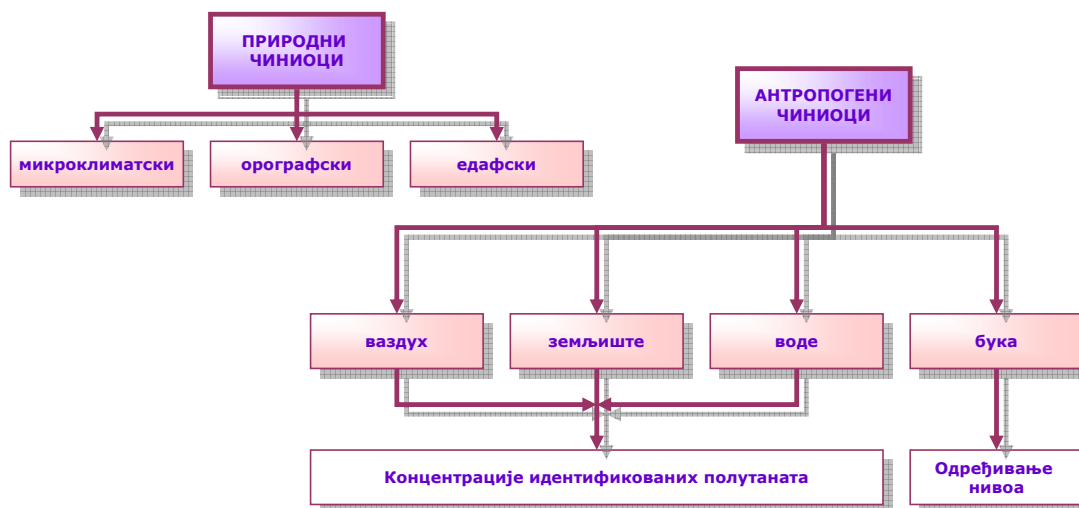 ПРИРОДНИ
ЧИНИОЦИ
АНТРОПОГЕНИ
ЧИНИОЦИ
микроклиматски
орографски
едафски
ваздух
земљиште
воде
бука
Концентрације идентификованих полутаната
Одређивање
нивоа